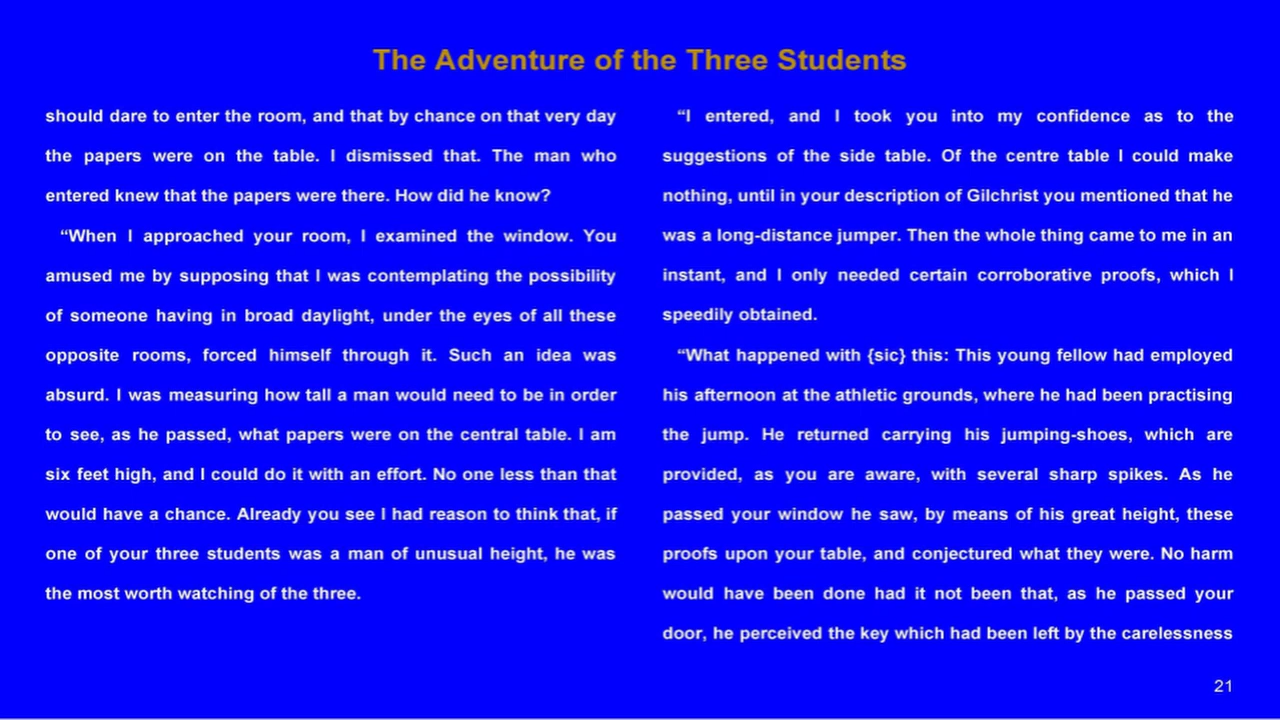 The Adventure of the Three Students
should dare to enter the room, and that by chance on that very day
the papers were on the table. I dismissed that. The man who
entered knew that the papers were there. How did he know?
“When I approached your room, I examined the window. You
amused me by supposing that I was contemplating the possibility
of someone having in broad daylight, under the eyes of all these
opposite rooms, forced himself through it. Such an idea was
absurd. I was measuring how tall a man would need to be in order
to see, as he passed, what papers were on the central table. I am
six feet high, and I could do it with an effort. No one less than that
would have a chance. Already you see I had reason to think that, if
one of your three students was a man of unusual height, he was
the most worth watching of the three.
“I entered, and I took you into my confidence as to the
suggestions of the side table. Of the centre table I could make
nothing, until in your description of Gilchrist you mentioned that he
was a long-distance jumper. Then the whole thing came to me in an
instant, and I only needed certain corroborative proofs, which I
speedily obtained.
“What happened with {sic} this: This young fellow had employed
his afternoon at the athletic grounds, where he had been practising
the jump. He returned carrying his jumping-shoes, which are
provided, as you are aware, with several sharp spikes. As he
passed your window he saw, by means of his great height, these
proofs upon your table, and conjectured what they were. No harm
would have been done had it not been that, as he passed your
door, he perceived the key which had been left by the carelessness
21